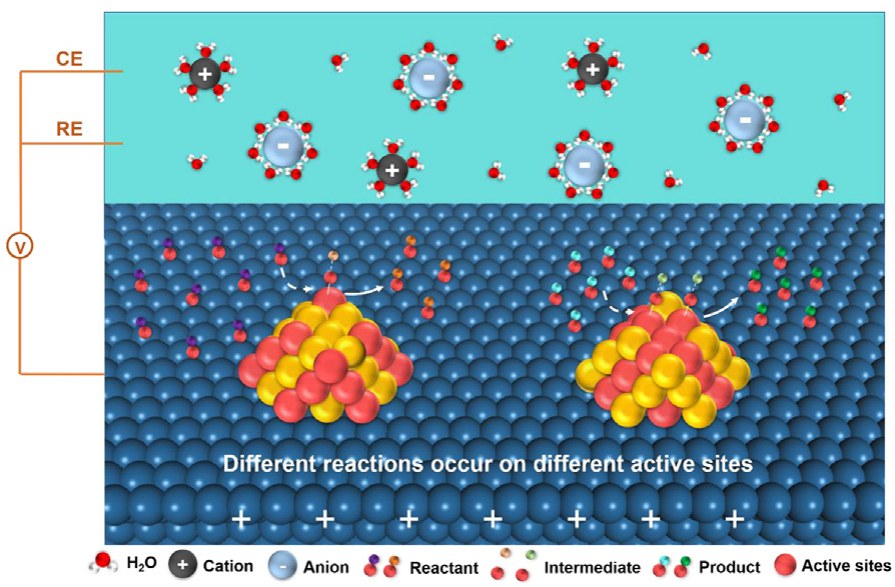 CE
+
-
+
RE
-
-
-
+
V
Different reactions occur on different active sites
+ + + + + + +
H₂O + Cation - Anion Reactant Intermediate Product Active sites